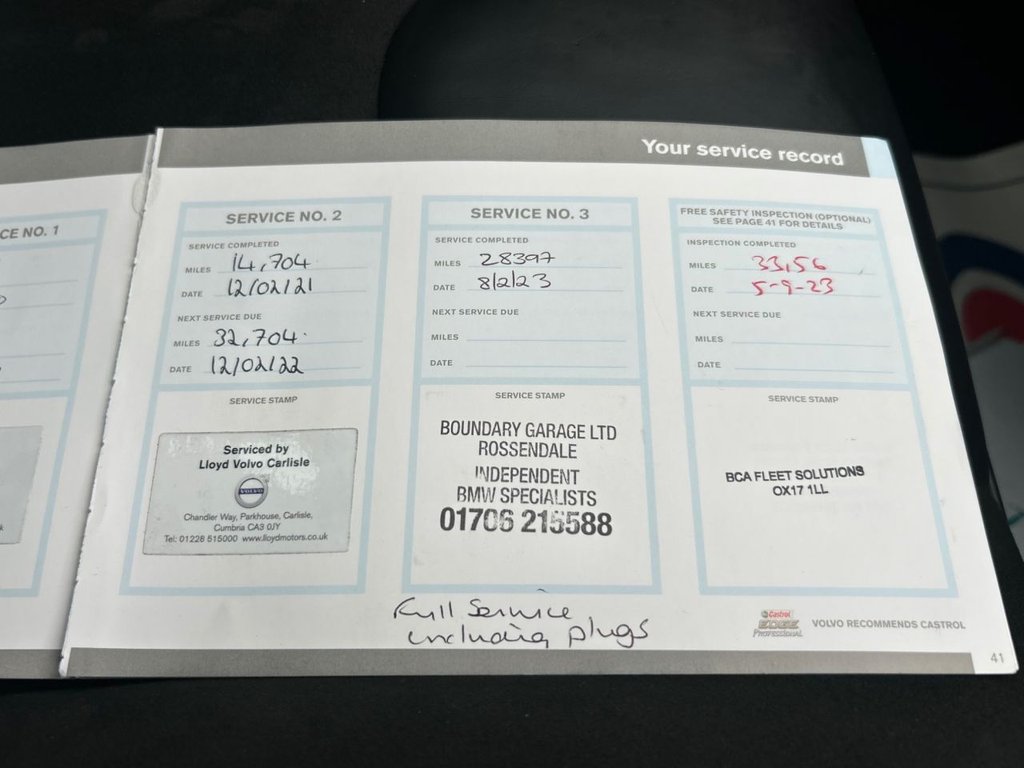 Your service record
CE NO. 1
SERVICE NO. 2
SERVICE COMPLETED
MILES 14,704
DATE 12/02/21
NEXT SERVICE DUE
MILES 32,704
DATE 12/02/22
SERVICE STAMP
Serviced by
Lloyd Volvo Carlisle
VOLVO
Chandler Way, Parkhouse, Carlisle,
Cumbria CA3 0JY
Tel: 01228 515000 www.lloydmotors.co.uk
SERVICE NO. 3
SERVICE COMPLETED
MILES 28397
DATE 8/2/23
NEXT SERVICE DUE
MILES
DATE
SERVICE STAMP
BOUNDARY GARAGE LTD
ROSSENDALE
INDEPENDENT
BMW SPECIALISTS
01706 215588
Full Service
including plugs
FREE SAFETY INSPECTION (OPTIONAL)
SEE PAGE 41 FOR DETAILS
INSPECTION COMPLETED
MILES 33,156
DATE 5-9-23
NEXT SERVICE DUE
MILES
DATE
SERVICE STAMP
BCA FLEET SOLUTIONS
OX17 1LL
Castrol
EDGE
PROFESSIONAL
VOLVO RECOMMENDS CASTROL
41